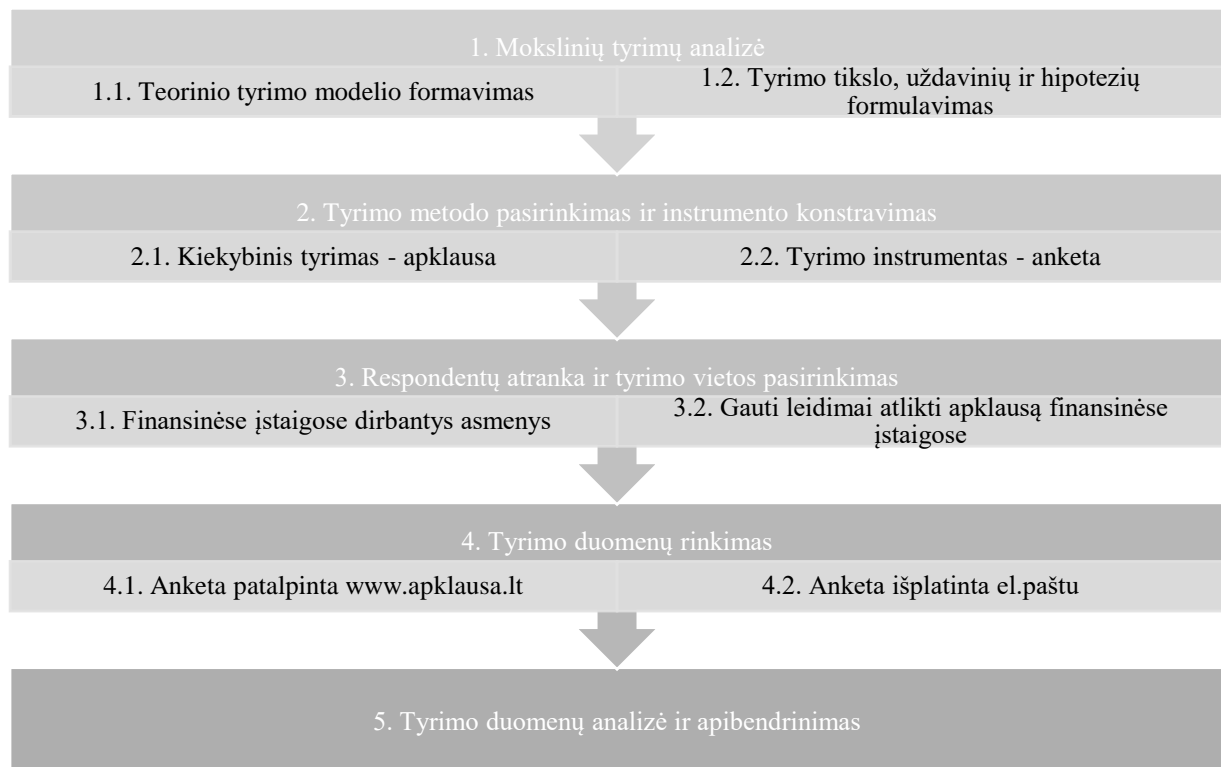 1. Mokslinių tyrimų analizė
1.1. Teorinio tyrimo modelio formavimas
1.2. Tyrimo tikslo, uždavinių ir hipotezių
formulavimas
2. Tyrimo metodo pasirinkimas ir instrumento konstravimas
2.1. Kiekybinis tyrimas - apklausa
2.2. Tyrimo instrumentas - anketa
3. Respondentų atranka ir tyrimo vietos pasirinkimas
3.1. Finansinėse įstaigose dirbantys asmenys
3.2. Gauti leidimai atlikti apklausą finansinėse
įstaigose
4. Tyrimo duomenų rinkimas
4.1. Anketa patalpinta www.apklausa.lt
4.2. Anketa išplatinta el.paštu
5. Tyrimo duomenų analizė ir apibendrinimas